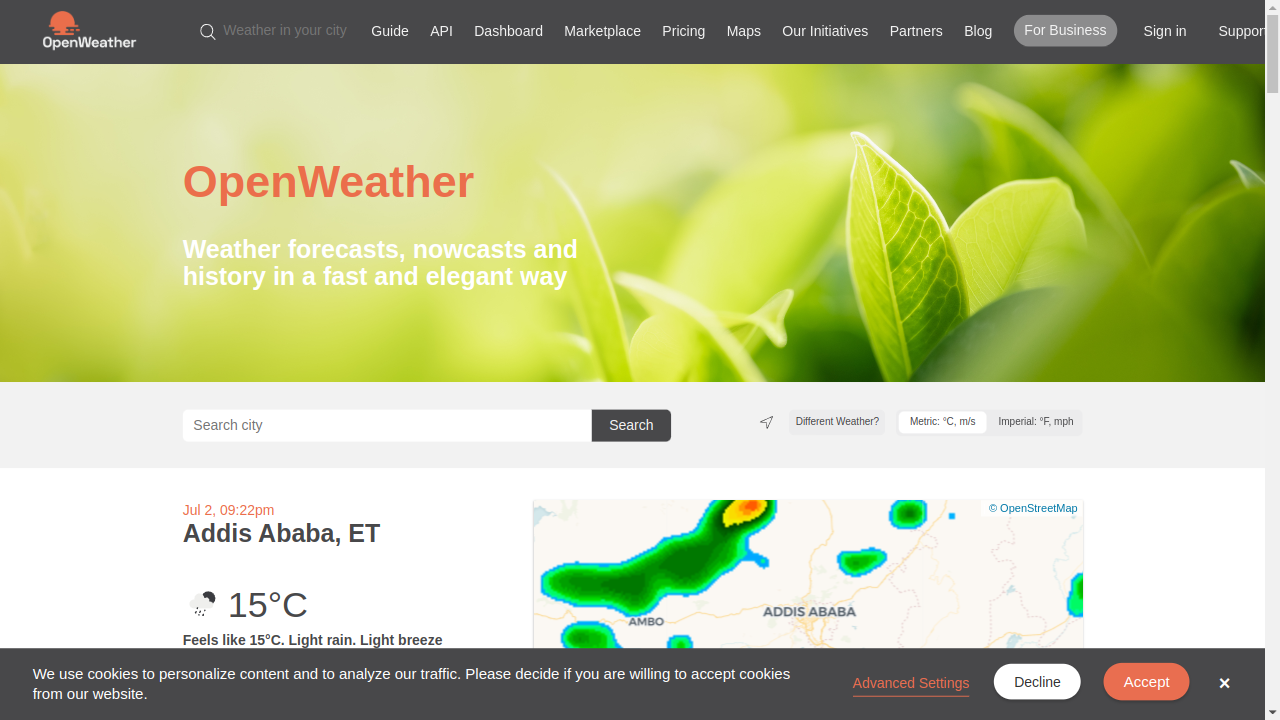 OpenWeather
Weather in your city Guide API Dashboard Marketplace Pricing Maps Our Initiatives Partners Blog For Business Sign in Suppor
OpenWeather
Weather forecasts, nowcasts and
history in a fast and elegant way
Search city Search Different Weather? Metric: °C, m/s Imperial: °F, mph
Jul 2, 09:22pm
Addis Ababa, ET
© OpenStreetMap
15°C
ADDIS ABABA
AMBO
Feels like 15°C. Light rain. Light breeze
We use cookies to personalize content and to analyze our traffic. Please decide if you are willing to accept cookies
from our website.
Advanced Settings Decline Accept ×